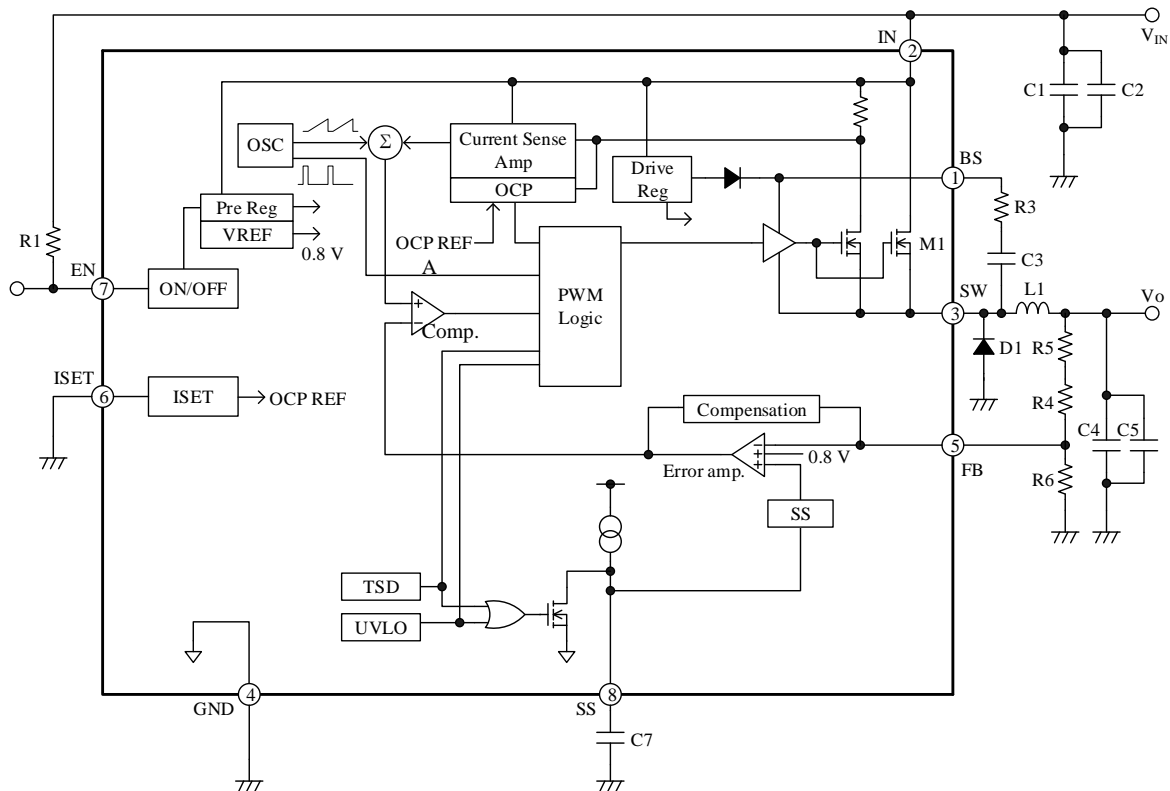 V_IN
IN
2
C1
C2
OSC
Σ
Current Sense
Amp
OCP
Drive
Reg
BS
1
R3
Pre Reg
VREF
0.8 V
OCP REF
R1
M1
C3
EN
7
ON/OFF
A
PWM
Logic
SW
3
L1
Vo
Comp.
+
−
D1
R5
ISET
6
ISET
OCP REF
R4
Compensation
C4
C5
−
+
+
0.8 V
Error amp.
5
FB
R6
SS
TSD
UVLO
4
GND
8
SS
C7